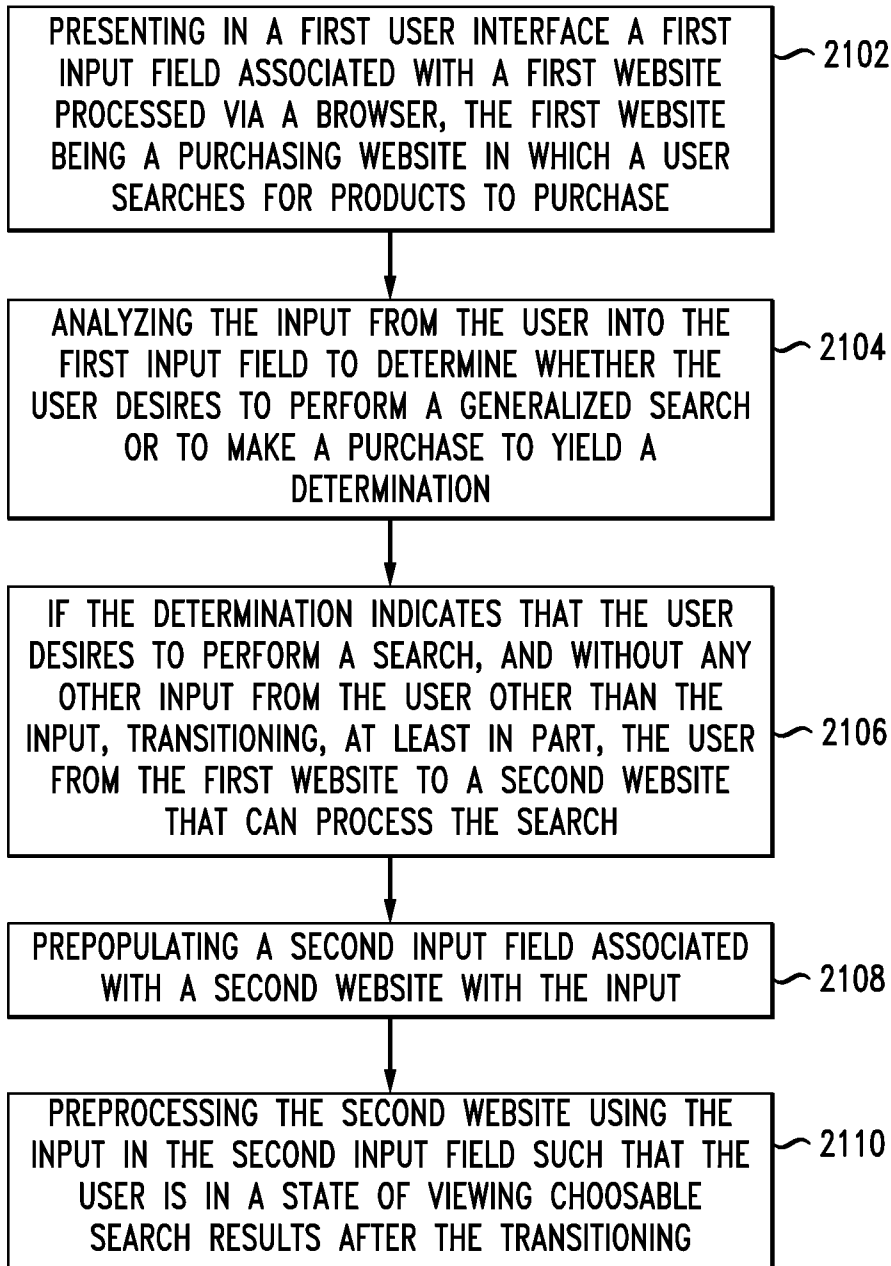 PRESENTING IN A FIRST USER INTERFACE A FIRST
INPUT FIELD ASSOCIATED WITH A FIRST WEBSITE
PROCESSED VIA A BROWSER, THE FIRST WEBSITE
BEING A PURCHASING WEBSITE IN WHICH A USER
SEARCHES FOR PRODUCTS TO PURCHASE
2102
ANALYZING THE INPUT FROM THE USER INTO THE
FIRST INPUT FIELD TO DETERMINE WHETHER THE
USER DESIRES TO PERFORM A GENERALIZED SEARCH
OR TO MAKE A PURCHASE TO YIELD A
DETERMINATION
2104
IF THE DETERMINATION INDICATES THAT THE USER
DESIRES TO PERFORM A SEARCH, AND WITHOUT ANY
OTHER INPUT FROM THE USER OTHER THAN THE
INPUT, TRANSITIONING, AT LEAST IN PART, THE USER
FROM THE FIRST WEBSITE TO A SECOND WEBSITE
THAT CAN PROCESS THE SEARCH
2106
PREPOPULATING A SECOND INPUT FIELD ASSOCIATED
WITH A SECOND WEBSITE WITH THE INPUT
2108
PREPROCESSING THE SECOND WEBSITE USING THE
INPUT IN THE SECOND INPUT FIELD SUCH THAT THE
USER IS IN A STATE OF VIEWING CHOOSABLE
SEARCH RESULTS AFTER THE TRANSITIONING
2110